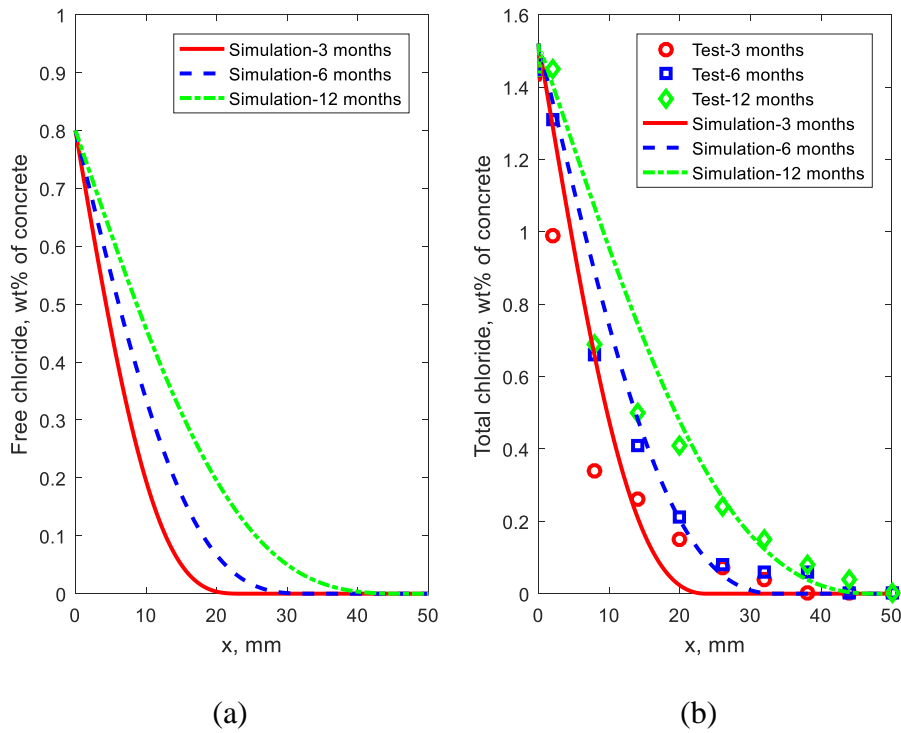 1
0.9
0.8
0.7
0.6
0.5
0.4
0.3
0.2
0.1
0
0
10
20
30
40
50
Free chloride, wt% of concrete
x, mm
Simulation-3 months
Simulation-6 months
Simulation-12 months
(a)
1.6
1.4
1.2
1
0.8
0.6
0.4
0.2
0
0
10
20
30
40
50
Total chloride, wt% of concrete
x, mm
Test-3 months
Test-6 months
Test-12 months
Simulation-3 months
Simulation-6 months
Simulation-12 months
(b)